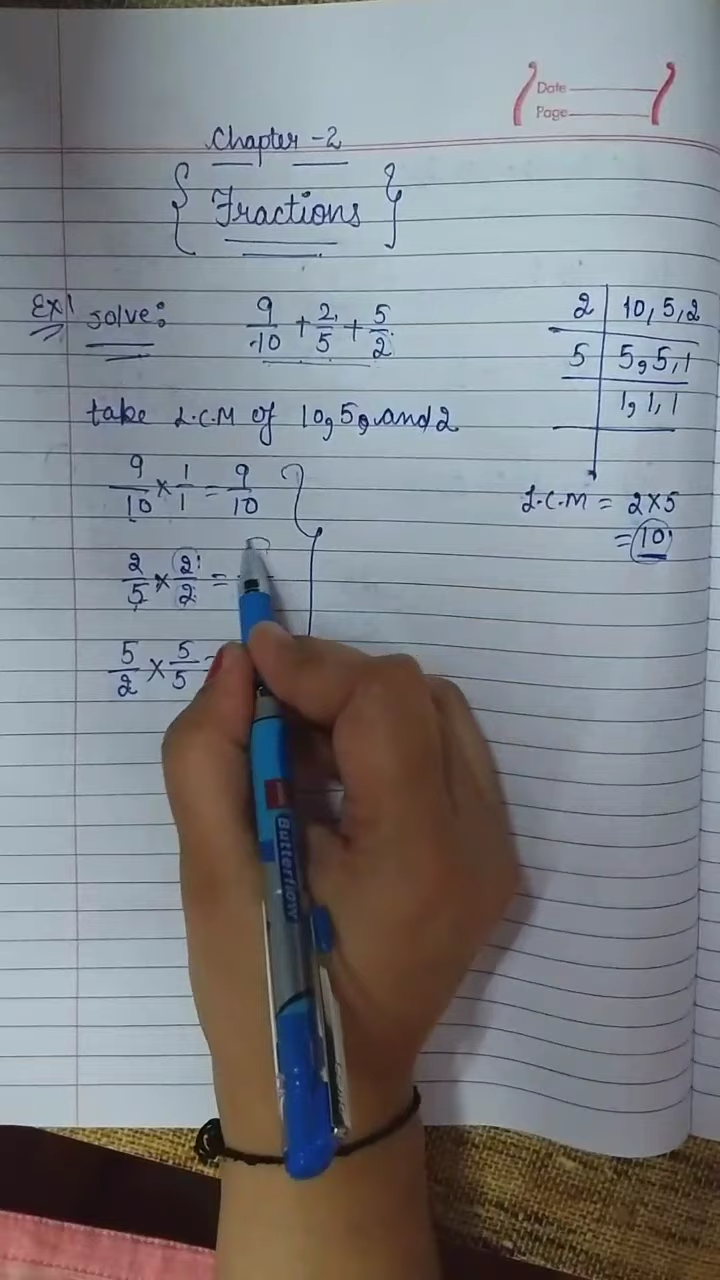 Date
Page
Chapter - 2
{ Fractions }
Ex1 solve: 9/10 + 2/5 + 5/2
take L.C.M of 10, 5, and 2
9/10 × 1/1 = 9/10
2/5 × 2/2 =
5/2 × 5/5
2 | 10, 5, 2
5 | 5, 5, 1
| 1, 1, 1
L.C.M = 2×5
= 10
Butterflow